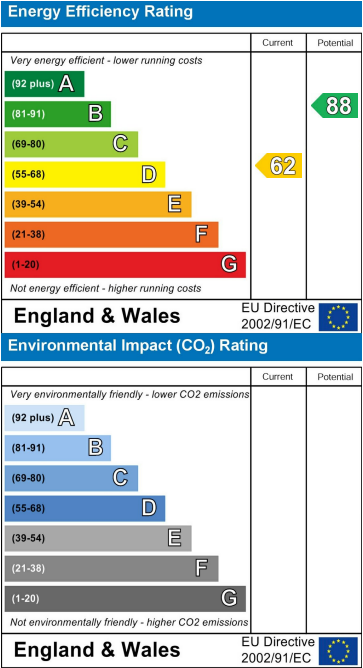 Energy Efficiency Rating
Current Potential
Very energy efficient - lower running costs
(92 plus) A
(81-91) B
88
(69-80) C
(55-68) D
62
(39-54) E
(21-38) F
(1-20) G
Not energy efficient - higher running costs
England & Wales
EU Directive
2002/91/EC
Environmental Impact (CO₂) Rating
Current Potential
Very environmentally friendly - lower CO2 emissions
(92 plus) A
(81-91) B
(69-80) C
(55-68) D
(39-54) E
(21-38) F
(1-20) G
Not environmentally friendly - higher CO2 emissions
England & Wales
EU Directive
2002/91/EC